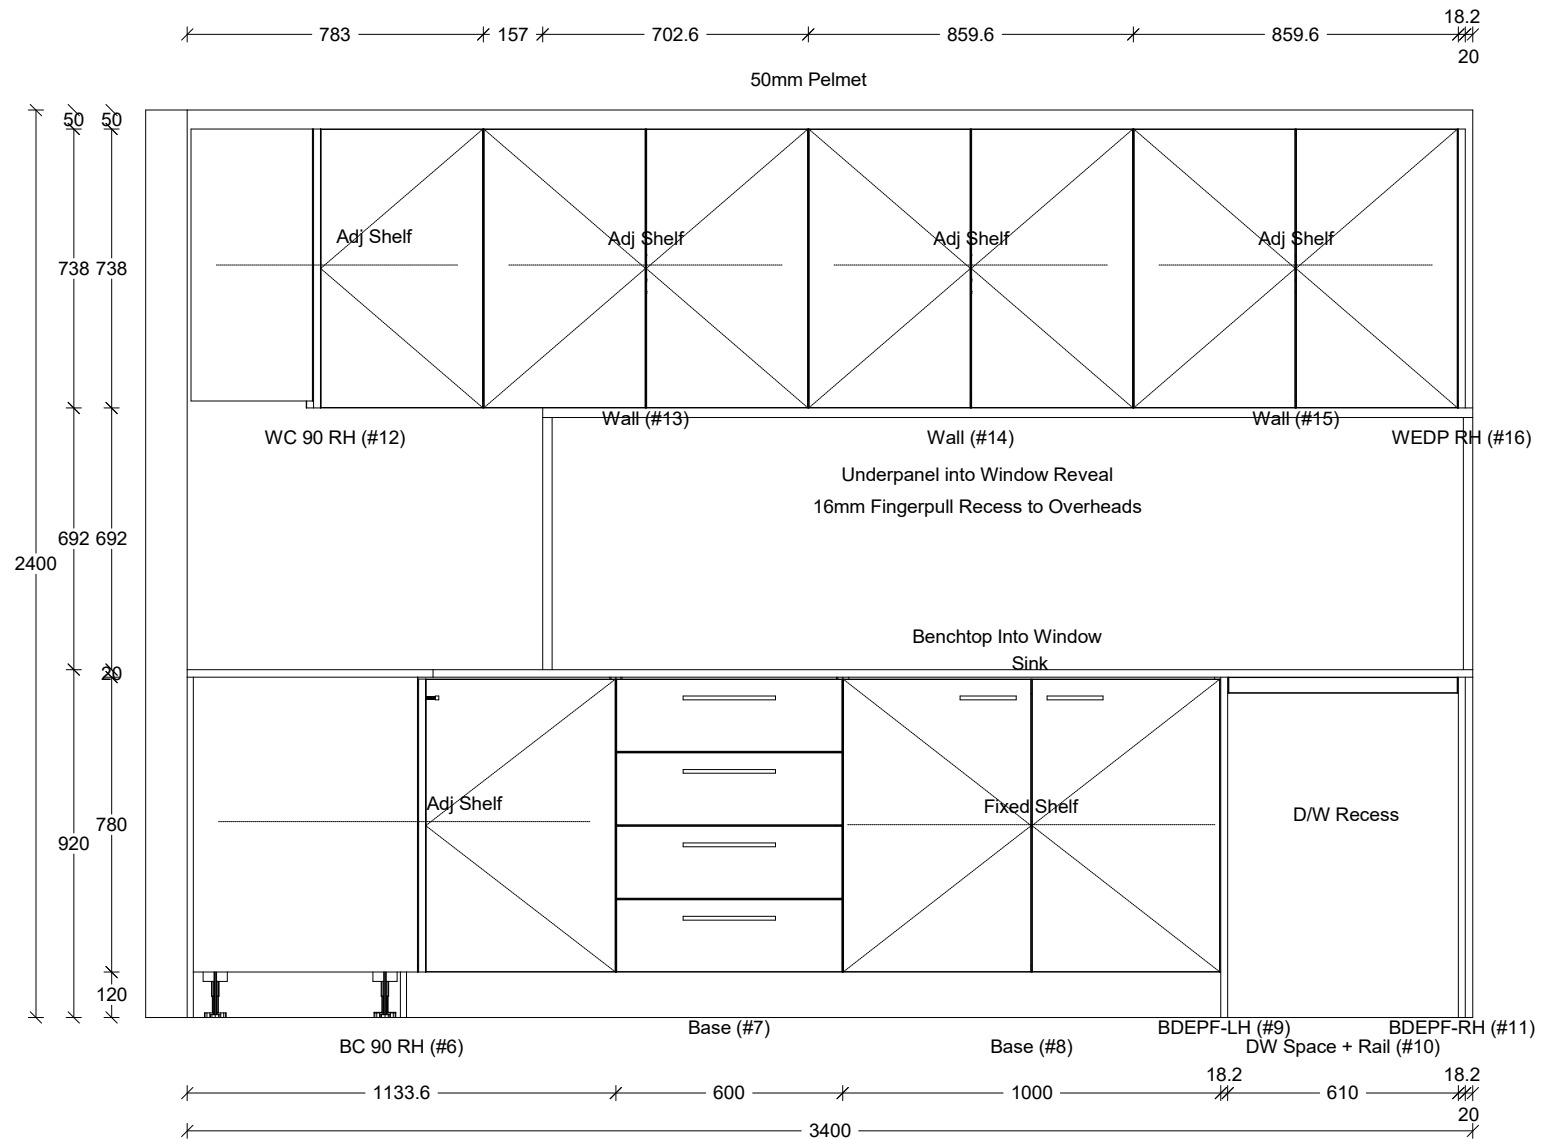 18.2
783
157
702.6
859.6
859.6
20
50mm Pelmet
50
50
Adj Shelf
Adj Shelf
Adj Shelf
Adj Shelf
738
738
Wall (#13)
Wall (#15)
WC 90 RH (#12)
Wall (#14)
WEDP RH (#16)
Underpanel into Window Reveal
16mm Fingerpull Recess to Overheads
692
692
2400
Benchtop Into Window
Sink
20
Adj Shelf
Fixed Shelf
D/W Recess
780
920
120
Base (#7)
BDEPF-LH (#9)
BDEPF-RH (#11)
BC 90 RH (#6)
Base (#8)
DW Space + Rail (#10)
18.2
18.2
1133.6
600
1000
610
20
3400